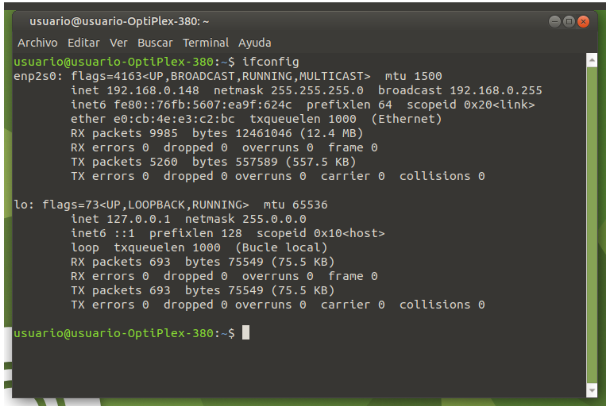 usuario@usuario-OptiPlex-380: ~
Archivo Editar Ver Buscar Terminal Ayuda
usuario@usuario-OptiPlex-380:~$ ifconfig
enp2s0: flags=4163<UP,BROADCAST,RUNNING,MULTICAST>  mtu 1500
        inet 192.168.0.148  netmask 255.255.255.0  broadcast 192.168.0.255
        inet6 fe80::76fb:5607:ea9f:624c  prefixlen 64  scopeid 0x20<link>
        ether e0:cb:4e:e3:c2:bc  txqueuelen 1000  (Ethernet)
        RX packets 9985  bytes 12461046 (12.4 MB)
        RX errors 0  dropped 0  overruns 0  frame 0
        TX packets 5260  bytes 557589 (557.5 KB)
        TX errors 0  dropped 0 overruns 0  carrier 0  collisions 0

lo: flags=73<UP,LOOPBACK,RUNNING>  mtu 65536
        inet 127.0.0.1  netmask 255.0.0.0
        inet6 ::1  prefixlen 128  scopeid 0x10<host>
        loop  txqueuelen 1000  (Bucle local)
        RX packets 693  bytes 75549 (75.5 KB)
        RX errors 0  dropped 0  overruns 0  frame 0
        TX packets 693  bytes 75549 (75.5 KB)
        TX errors 0  dropped 0 overruns 0  carrier 0  collisions 0

usuario@usuario-OptiPlex-380:~$